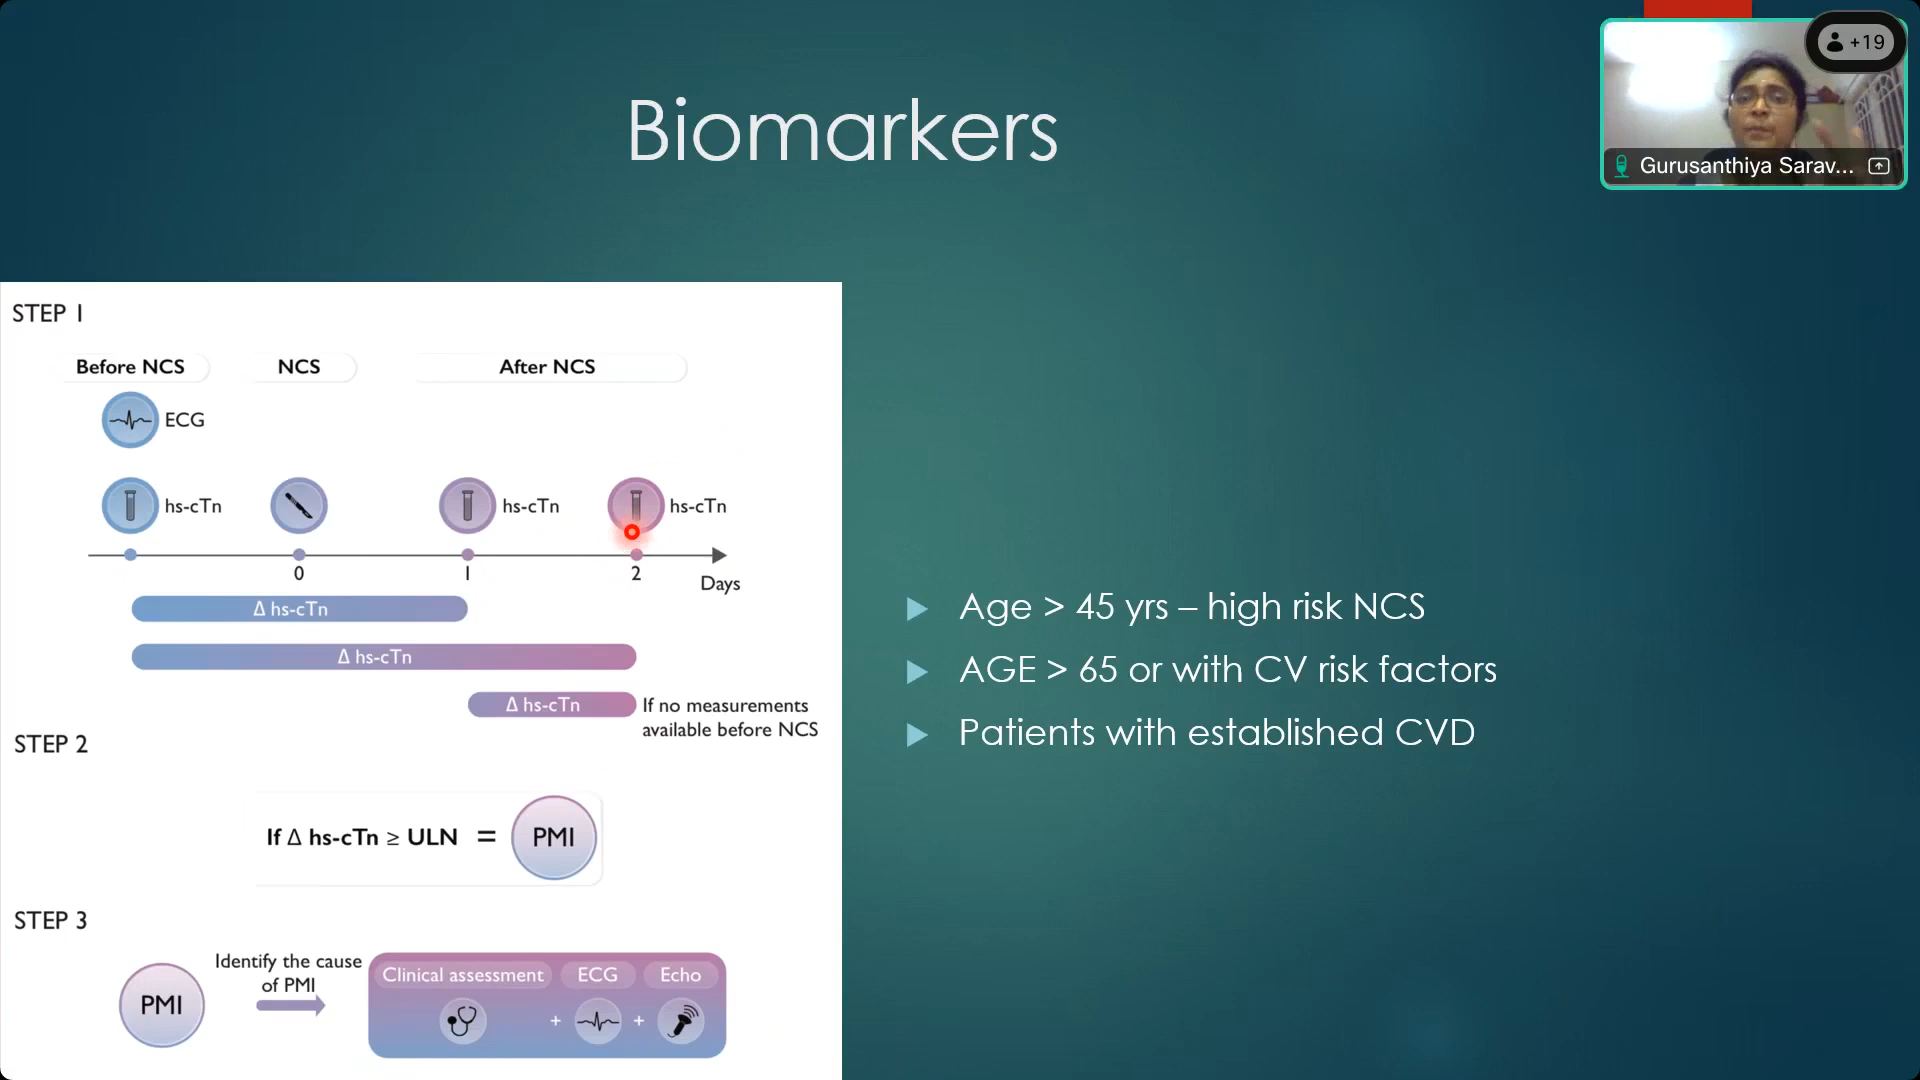 Biomarkers
+19
Gurusanthiya Sarav...
STEP 1
Before NCS
NCS
After NCS
ECG
hs-cTn
hs-cTn
hs-cTn
0
1
2
Days
Δ hs-cTn
Δ hs-cTn
Δ hs-cTn
If no measurements
available before NCS
STEP 2
If Δ hs-cTn ≥ ULN = PMI
STEP 3
PMI
Identify the cause
of PMI
Clinical assessment
ECG
Echo
+
+
Age > 45 yrs – high risk NCS
AGE > 65 or with CV risk factors
Patients with established CVD